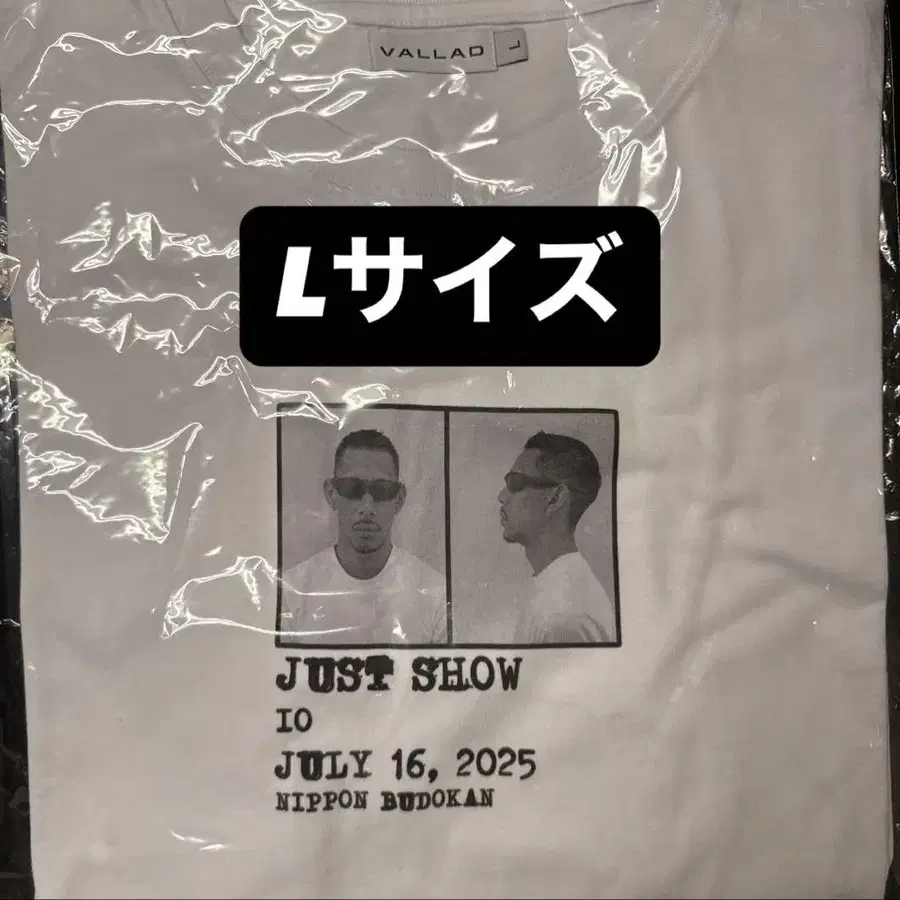 VALLAD L
Lサイズ
JUST SHOW
IO
JULY 16, 2025
NIPPON BUDOKAN